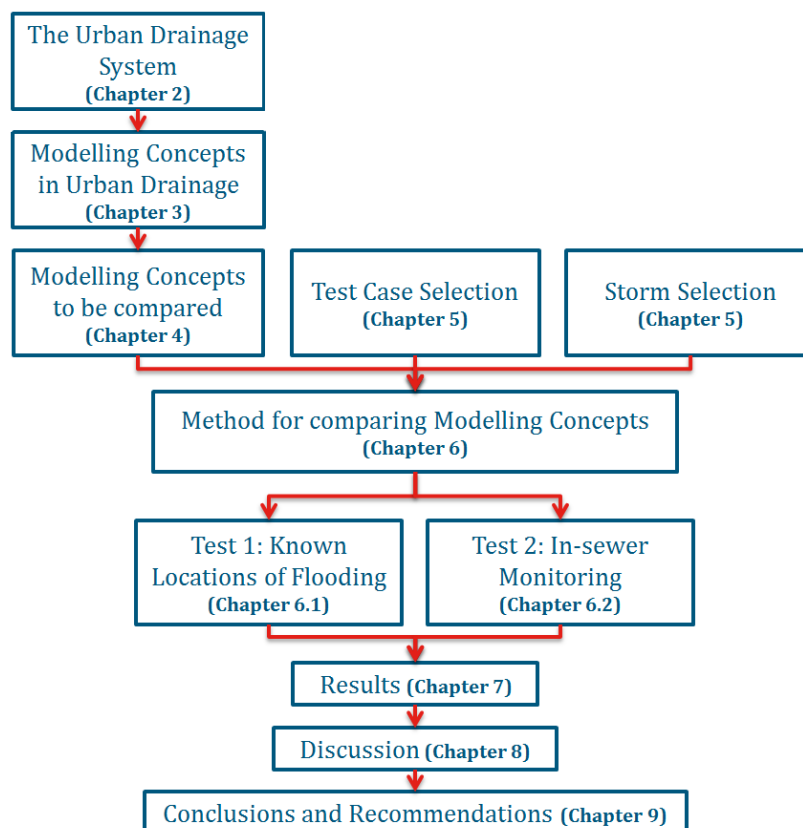 The Urban Drainage
System
(Chapter 2)
Modelling Concepts
in Urban Drainage
(Chapter 3)
Modelling Concepts
to be compared
(Chapter 4)
Test Case Selection
(Chapter 5)
Storm Selection
(Chapter 5)
Method for comparing Modelling Concepts
(Chapter 6)
Test 1: Known
Locations of Flooding
(Chapter 6.1)
Test 2: In-sewer
Monitoring
(Chapter 6.2)
Results (Chapter 7)
Discussion (Chapter 8)
Conclusions and Recommendations (Chapter 9)